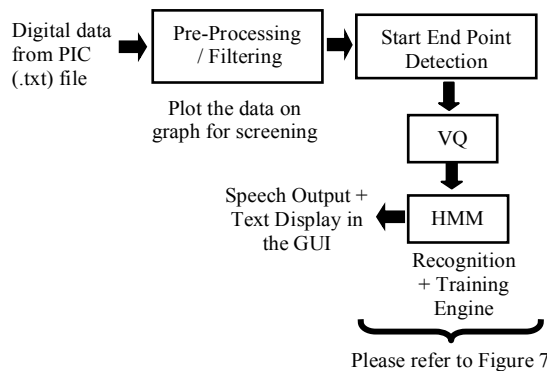 Digital data
from PIC
(.txt) file
Pre-Processing
/ Filtering
Plot the data on
graph for screening
Start End Point
Detection
VQ
HMM
Speech Output +
Text Display in
the GUI
Recognition
+ Training
Engine
Please refer to Figure 7